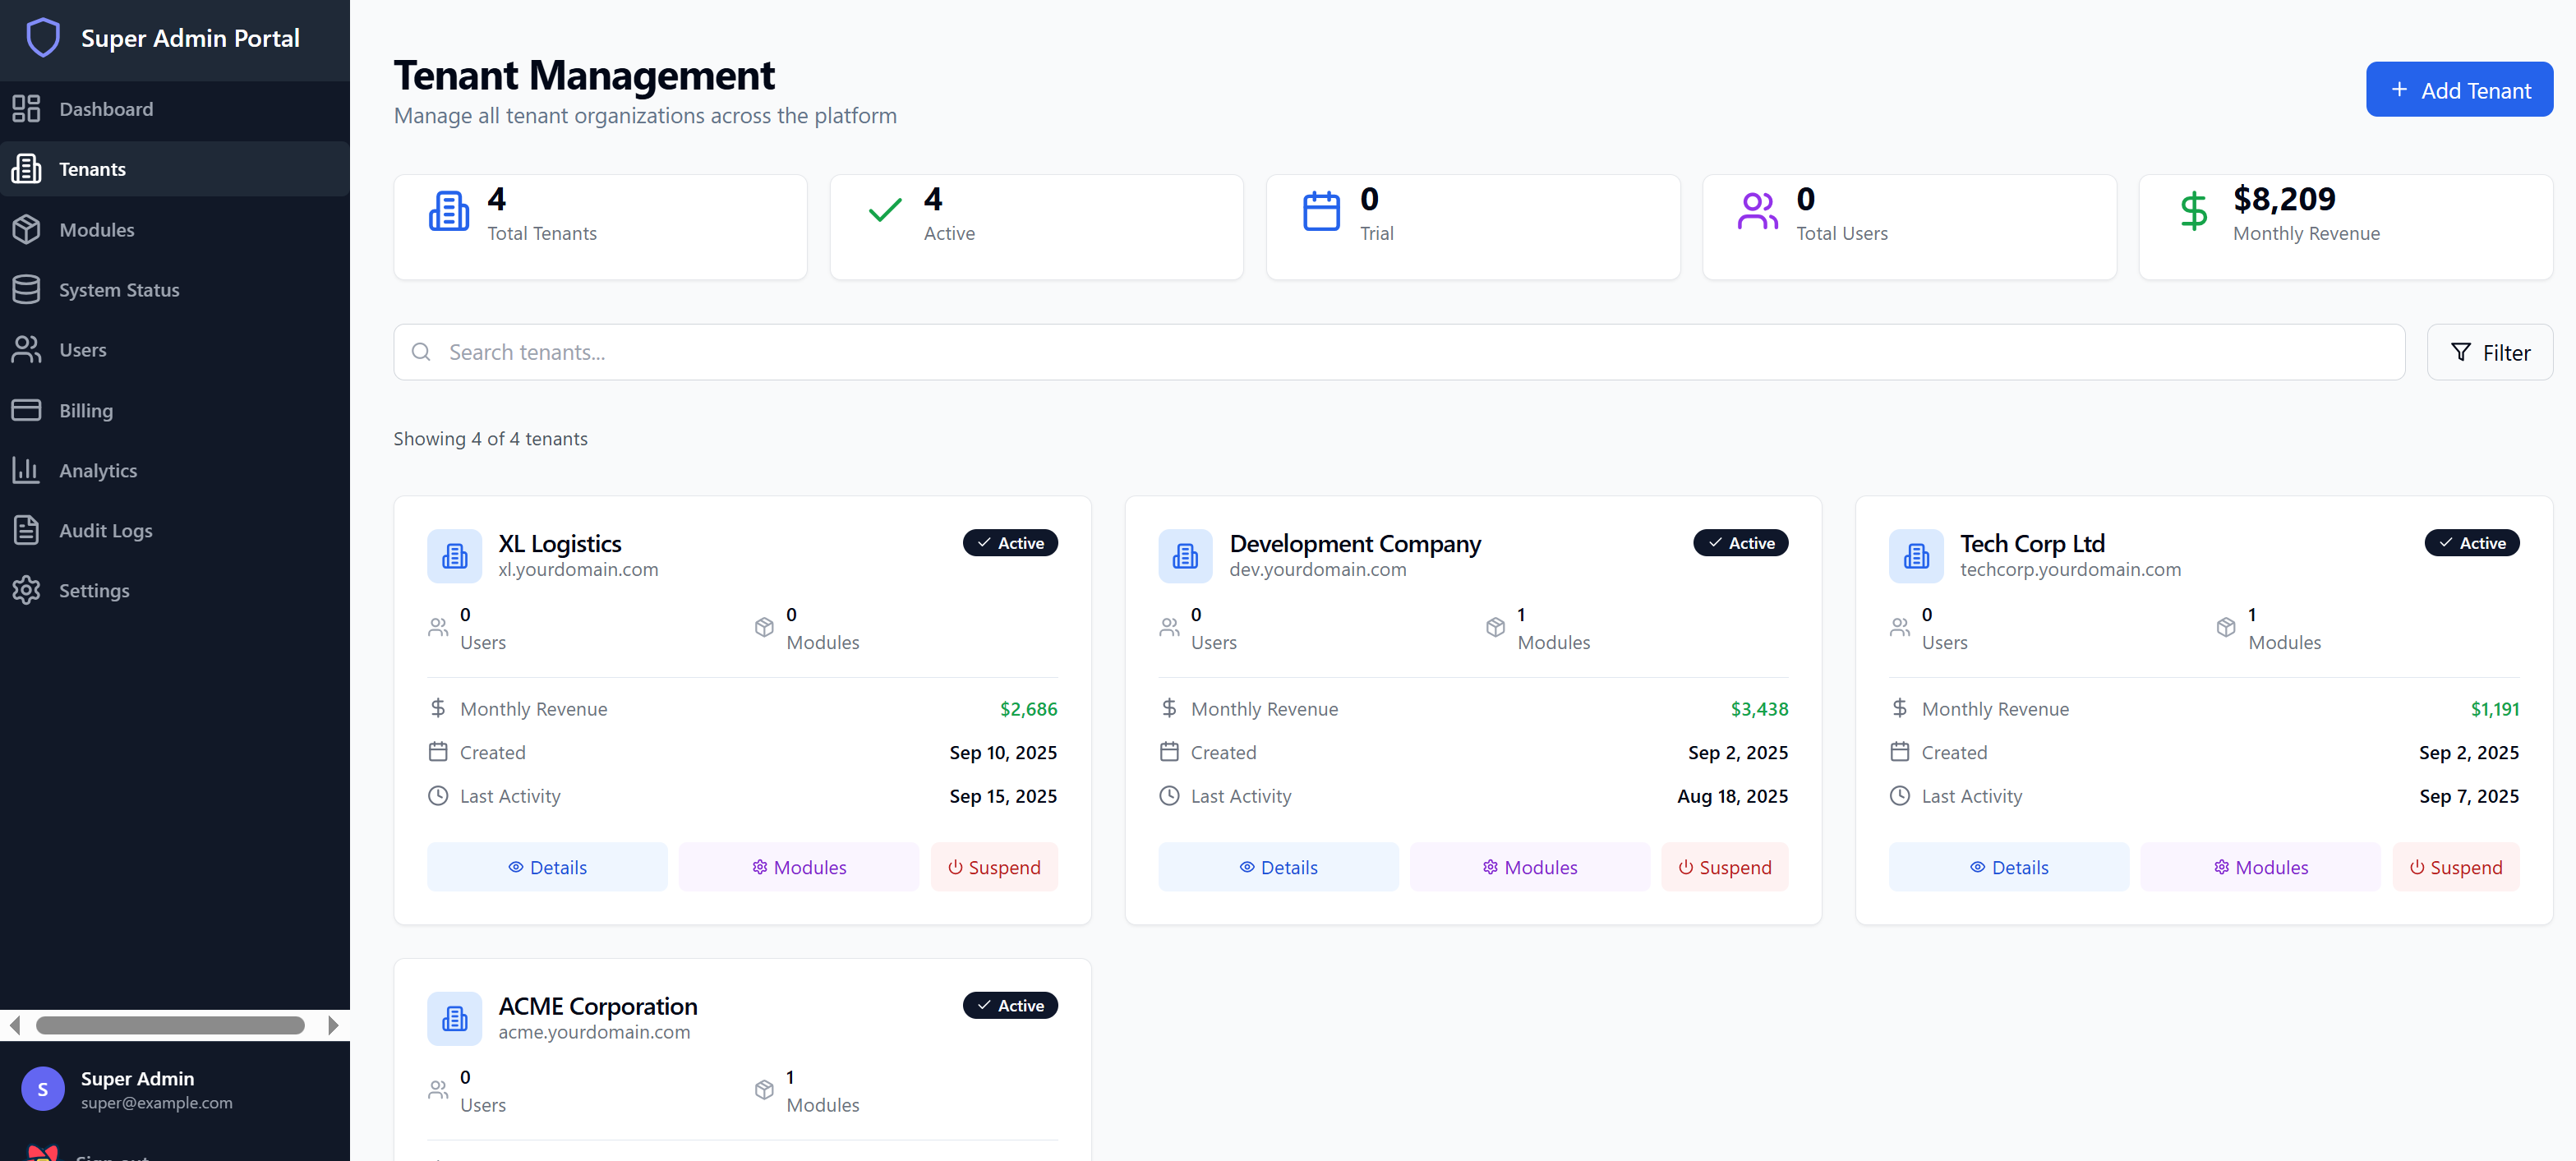 Super Admin Portal
Dashboard
Tenants
Modules
System Status
Users
Billing
Analytics
Audit Logs
Settings
S
Super Admin
super@example.com
Sign out
Tenant Management
Manage all tenant organizations across the platform
+ Add Tenant
4
Total Tenants
4
Active
0
Trial
0
Total Users
$8,209
Monthly Revenue
Search tenants...
Filter
Showing 4 of 4 tenants
XL Logistics
Active
xl.yourdomain.com
0
Users
0
Modules
Monthly Revenue $2,686
Created Sep 10, 2025
Last Activity Sep 15, 2025
Details Modules Suspend
Development Company
Active
dev.yourdomain.com
0
Users
1
Modules
Monthly Revenue $3,438
Created Sep 2, 2025
Last Activity Aug 18, 2025
Details Modules Suspend
Tech Corp Ltd
Active
techcorp.yourdomain.com
0
Users
1
Modules
Monthly Revenue $1,191
Created Sep 2, 2025
Last Activity Sep 7, 2025
Details Modules Suspend
ACME Corporation
Active
acme.yourdomain.com
0
Users
1
Modules